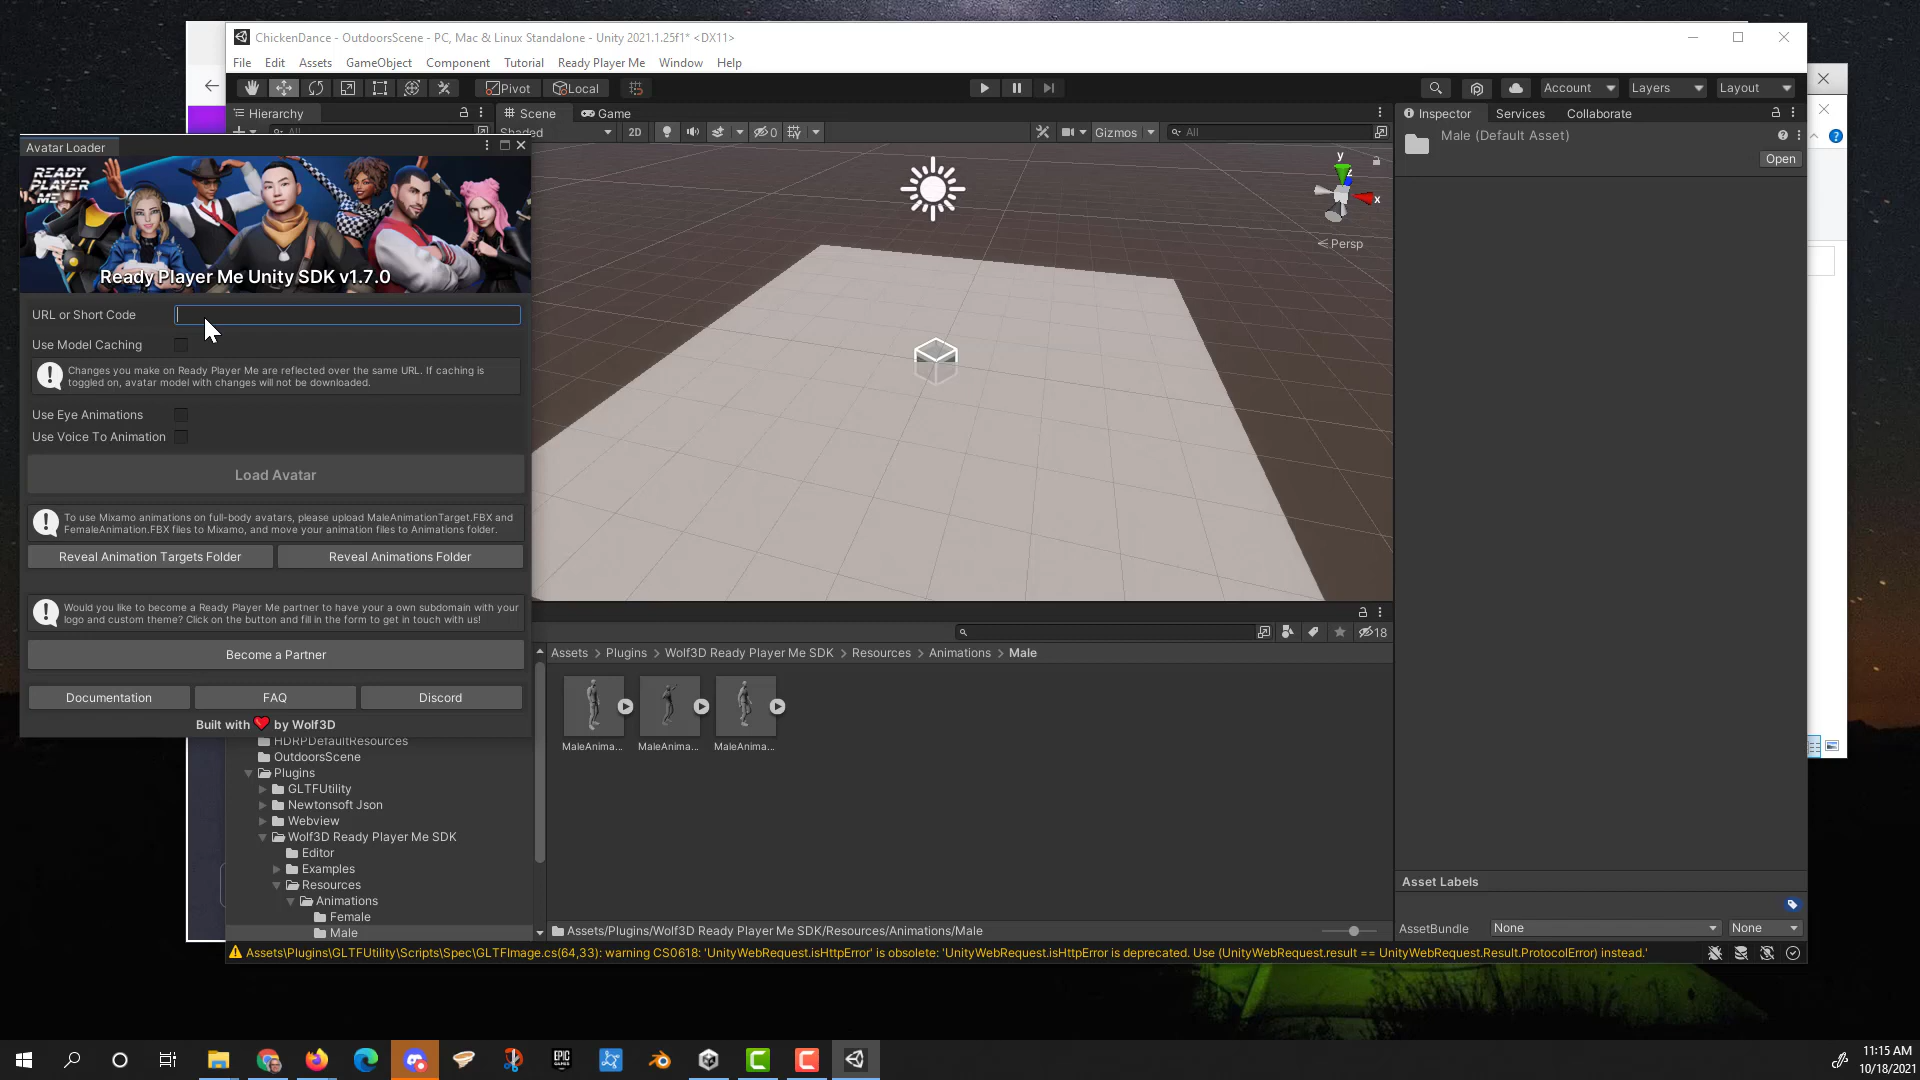 ChickenDance - OutdoorsScene - PC, Mac & Linux Standalone - Unity 2021.1.25f1* <DX11>
File Edit Assets GameObject Component Tutorial Ready Player Me Window Help
Pivot Local Account Layers Layout
Hierarchy Scene Game Inspector Services Collaborate
All Shaded 2D 0 Gizmos All
Male (Default Asset)
Open
Avatar Loader
READY
PLAYER
ME
Ready Player Me Unity SDK v1.7.0
y
z
x
Persp
URL or Short Code
Use Model Caching
Changes you make on Ready Player Me are reflected over the same URL. If caching is
toggled on, avatar model with changes will not be downloaded.
Use Eye Animations
Use Voice To Animation
Load Avatar
To use Mixamo animations on full-body avatars, please upload MaleAnimationTarget.FBX and
FemaleAnimation.FBX files to Mixamo, and move your animation files to Animations folder.
Reveal Animation Targets Folder Reveal Animations Folder
Would you like to become a Ready Player Me partner to have your a own subdomain with your
logo and custom theme? Click on the button and fill in the form to get in touch with us!
Become a Partner
Documentation FAQ Discord
Built with by Wolf3D
18
Assets > Plugins > Wolf3D Ready Player Me SDK > Resources > Animations > Male
MaleAnima... MaleAnima... MaleAnima...
HDRPDefaultResources
OutdoorsScene
Plugins
GLTFUtility
Newtonsoft Json
Webview
Wolf3D Ready Player Me SDK
Editor
Examples
Resources
Animations
Female
Male
Assets/Plugins/Wolf3D Ready Player Me SDK/Resources/Animations/Male
Asset Labels
AssetBundle None None
Assets\Plugins\GLTFUtility\Scripts\Spec\GLTFImage.cs(64,33): warning CS0618: 'UnityWebRequest.isHttpError' is obsolete: 'UnityWebRequest.isHttpError is deprecated. Use (UnityWebRequest.result == UnityWebRequest.Result.ProtocolError) instead.'
EPIC
GAMES
11:15 AM
10/18/2021